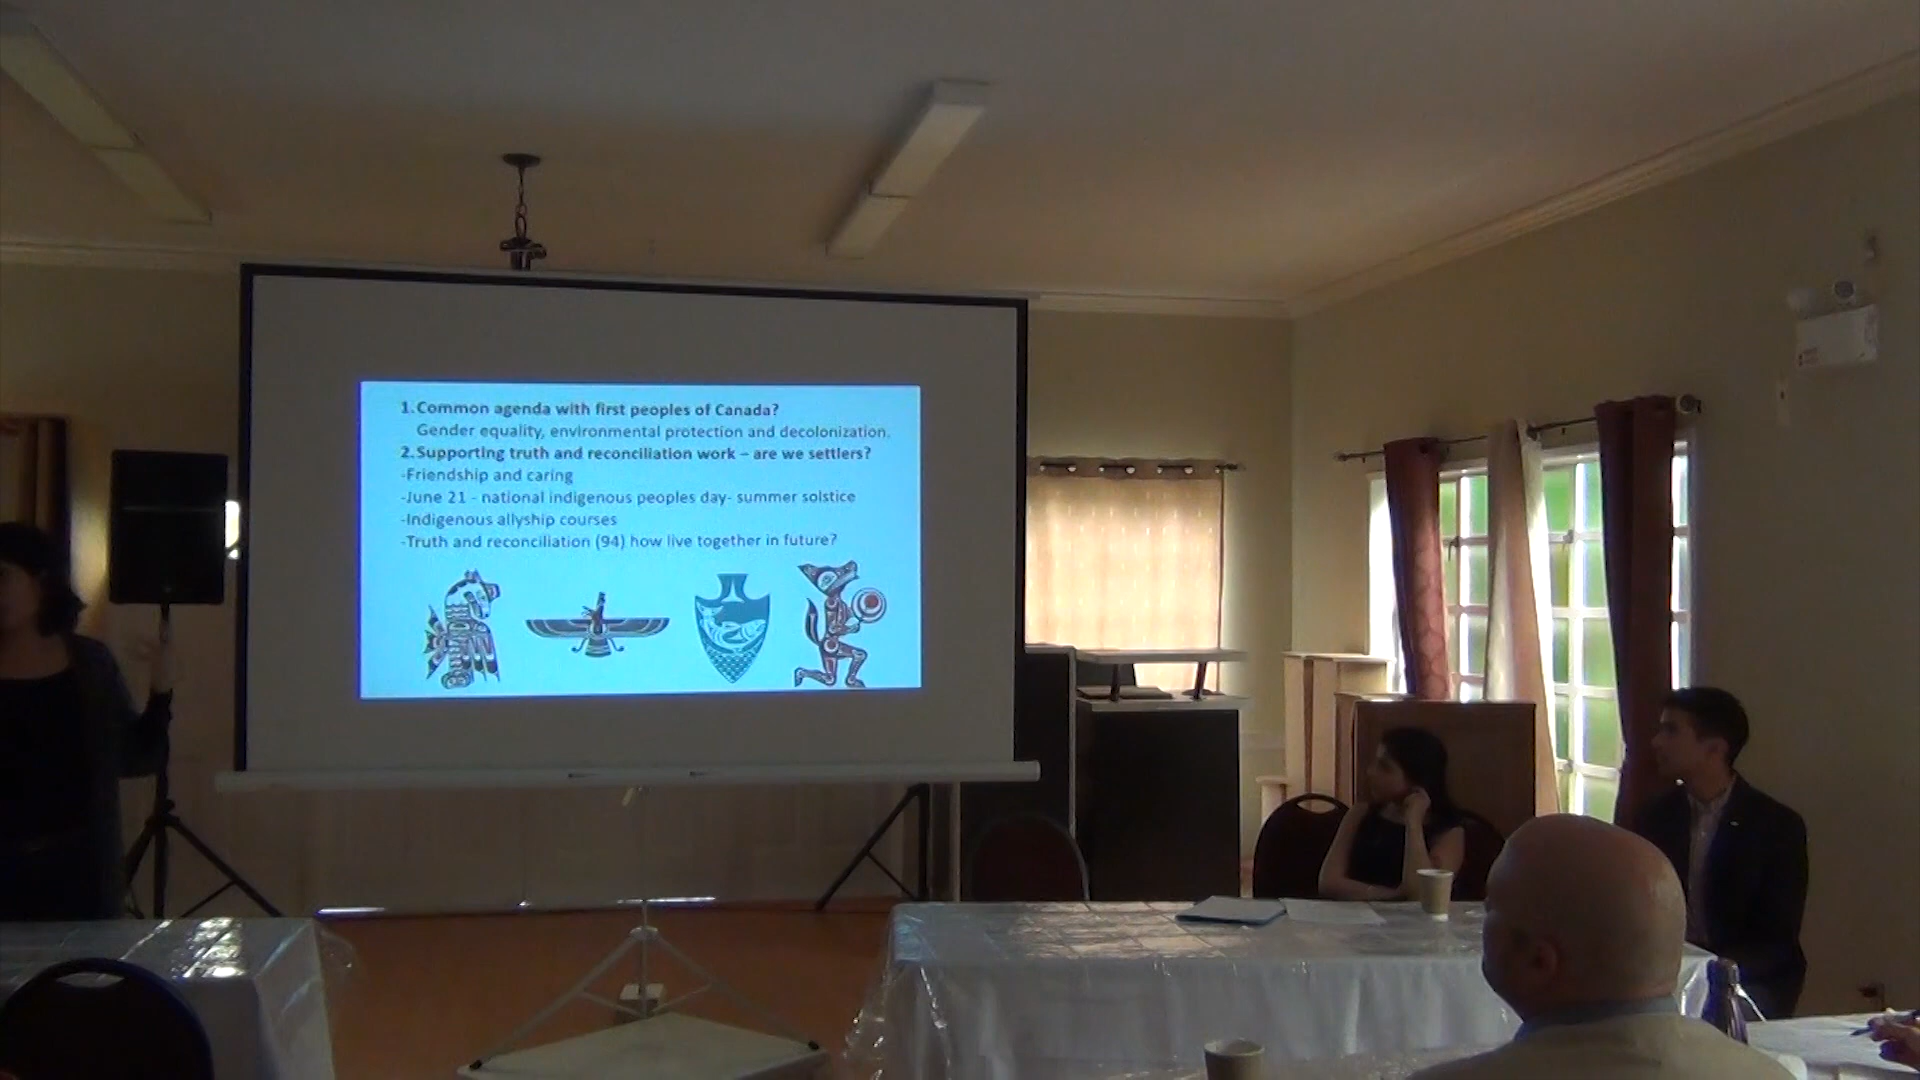 1. Common agenda with first peoples of Canada?
Gender equality, environmental protection and decolonization.
2. Supporting truth and reconciliation work – are we settlers?
-Friendship and caring
-June 21 - national indigenous peoples day- summer solstice
-Indigenous allyship courses
-Truth and reconciliation (94) how live together in future?